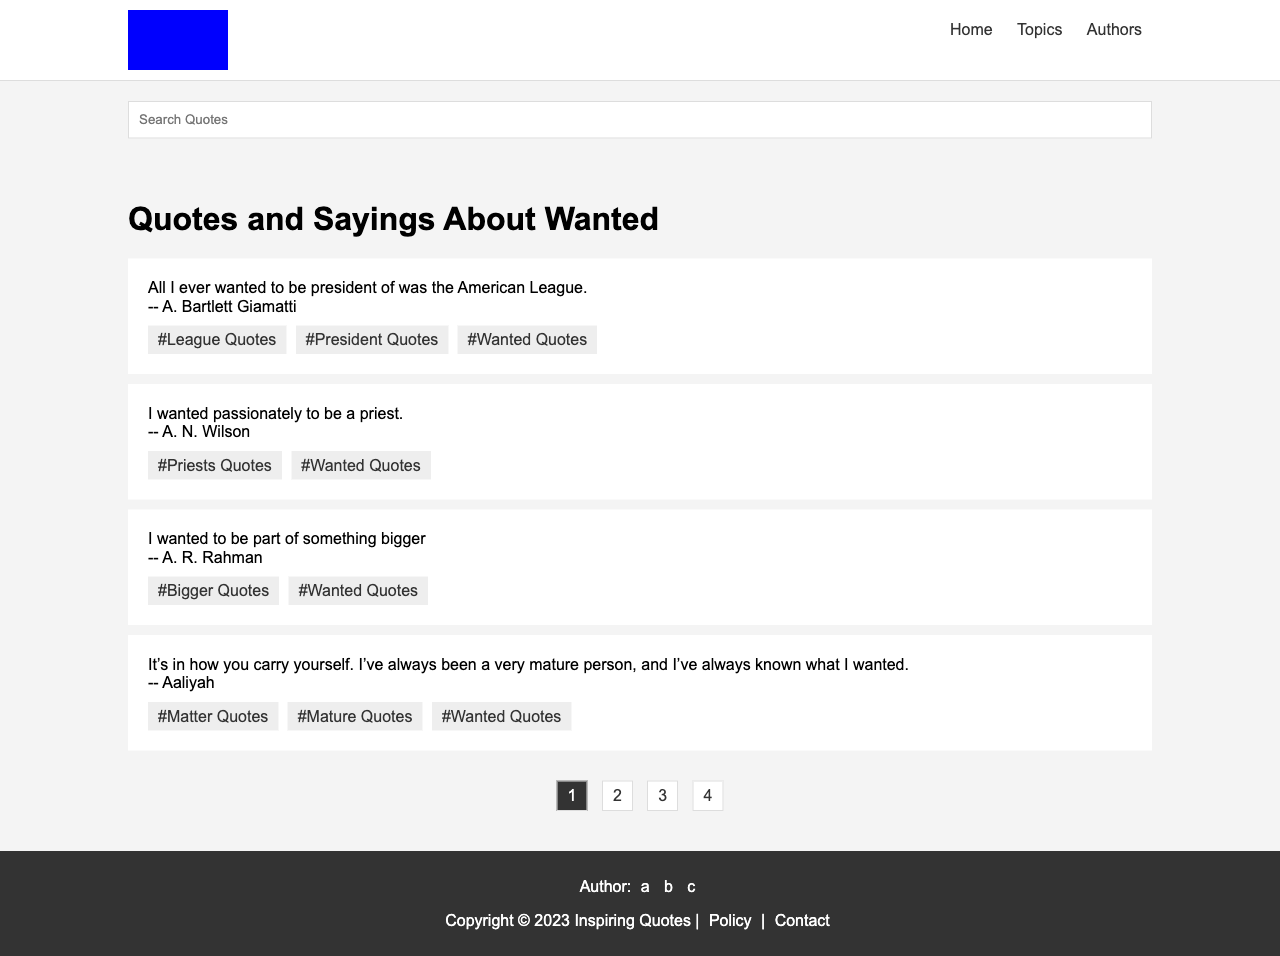 Home Topics Authors
Search Quotes
Quotes and Sayings About Wanted
All I ever wanted to be president of was the American League.
-- A. Bartlett Giamatti
#League Quotes #President Quotes #Wanted Quotes
I wanted passionately to be a priest.
-- A. N. Wilson
#Priests Quotes #Wanted Quotes
I wanted to be part of something bigger
-- A. R. Rahman
#Bigger Quotes #Wanted Quotes
It’s in how you carry yourself. I’ve always been a very mature person, and I’ve always known what I wanted.
-- Aaliyah
#Matter Quotes #Mature Quotes #Wanted Quotes
1 2 3 4
Author: a b c
Copyright © 2023 Inspiring Quotes | Policy | Contact